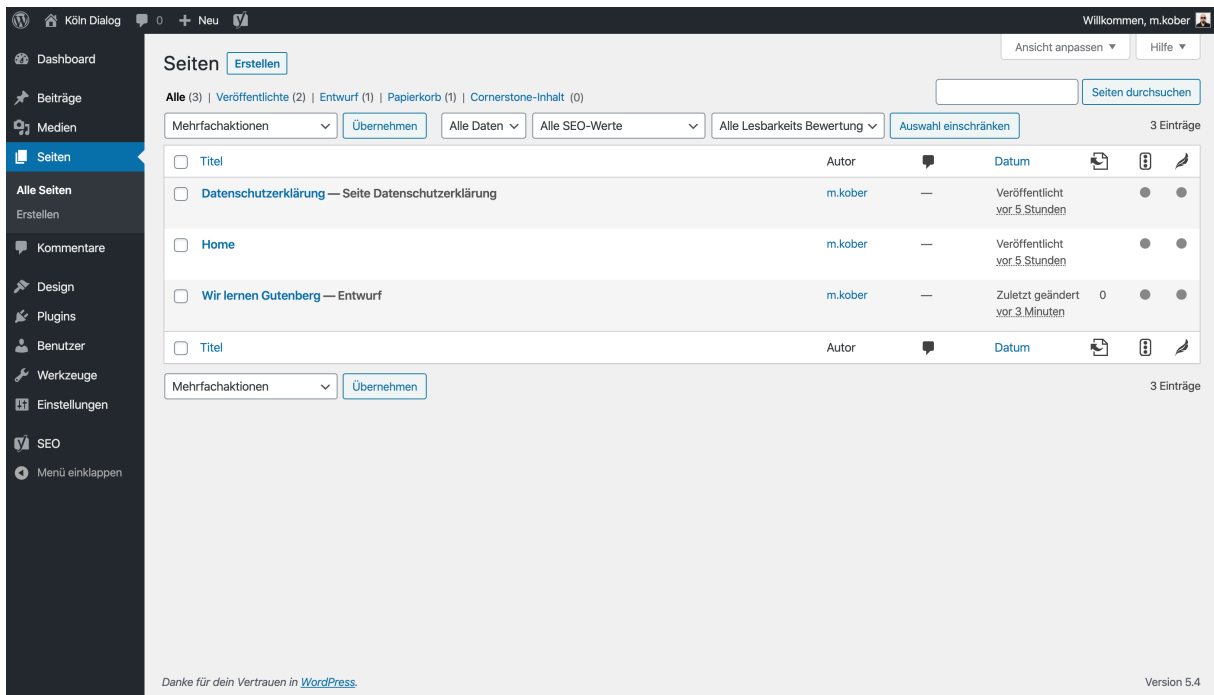 Köln Dialog 0 Neu Willkommen, m.kober
Dashboard
Beiträge
Medien
Seiten
Alle Seiten
Erstellen
Kommentare
Design
Plugins
Benutzer
Werkzeuge
Einstellungen
SEO
Menü einklappen
Ansicht anpassen ▼ Hilfe ▼
Seiten Erstellen
Alle (3) | Veröffentlichte (2) | Entwurf (1) | Papierkorb (1) | Cornerstone-Inhalt (0)
Seiten durchsuchen
Mehrfachaktionen Übernehmen Alle Daten Alle SEO-Werte Alle Lesbarkeits Bewertung Auswahl einschränken 3 Einträge
Titel Autor Datum
Datenschutzerklärung — Seite Datenschutzerklärung m.kober — Veröffentlicht
vor 5 Stunden
Home m.kober — Veröffentlicht
vor 5 Stunden
Wir lernen Gutenberg — Entwurf m.kober — Zuletzt geändert 0
vor 3 Minuten
Titel Autor Datum
Mehrfachaktionen Übernehmen 3 Einträge
Danke für dein Vertrauen in WordPress. Version 5.4